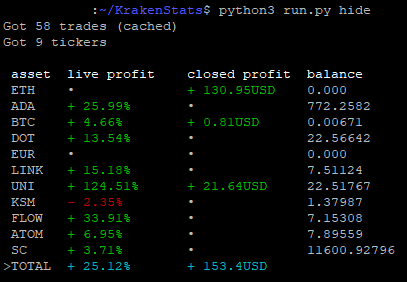 :~/KrakenStats$ python3 run.py hide
Got 58 trades (cached)
Got 9 tickers
asset live profit closed profit balance
ETH • + 130.95USD 0.000
ADA + 25.99% • 772.2582
BTC + 4.66% + 0.81USD 0.00671
DOT + 13.54% • 22.56642
EUR • • 0.000
LINK + 15.18% • 7.51124
UNI + 124.51% + 21.64USD 22.51767
KSM − 2.35% • 1.37987
FLOW + 33.91% • 7.15308
ATOM + 6.95% • 7.89559
SC + 3.71% • 11600.92796
>TOTAL + 25.12% + 153.4USD